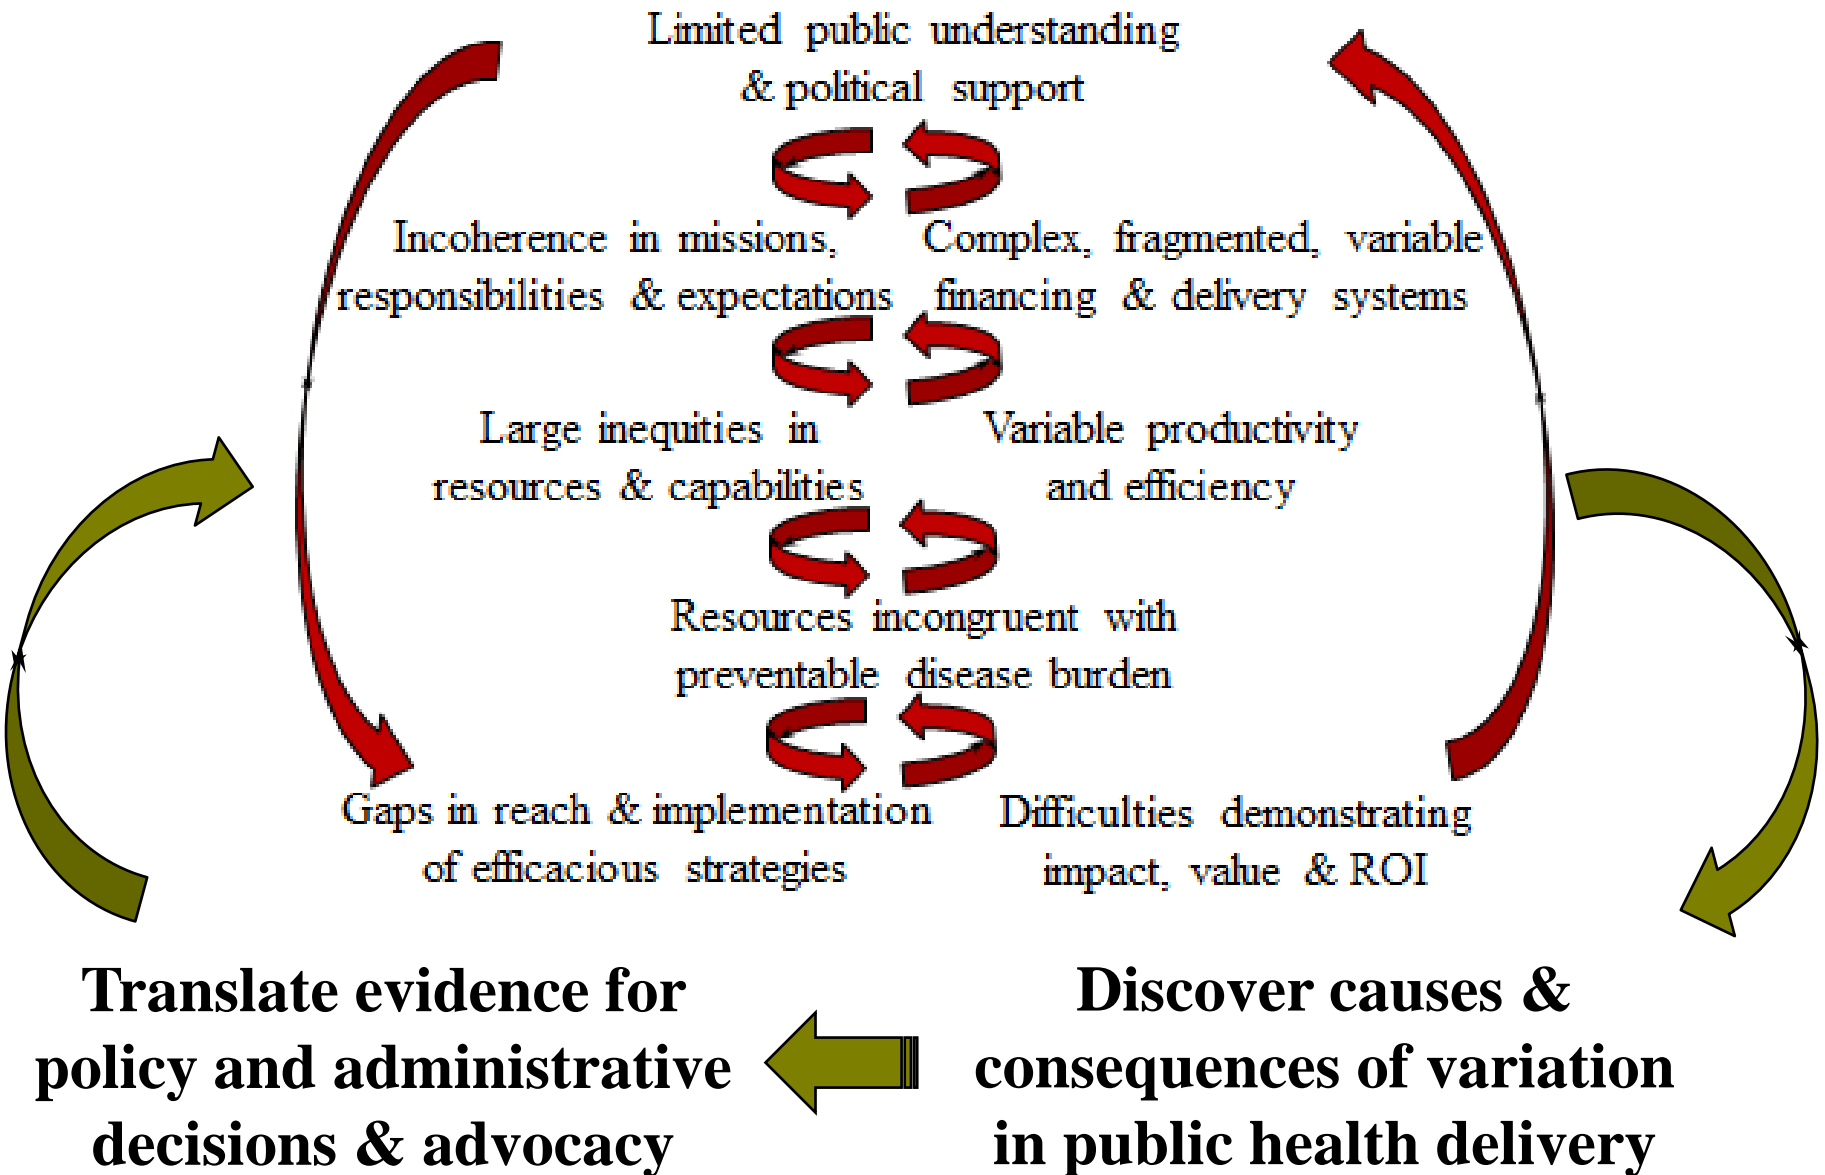 Limited public understanding
& political support
Incoherence in missions,
responsibilities & expectations
Complex, fragmented, variable
financing & delivery systems
Large inequities in
resources & capabilities
Variable productivity
and efficiency
Resources incongruent with
preventable disease burden
Gaps in reach & implementation
of efficacious strategies
Difficulties demonstrating
impact, value & ROI
Translate evidence for
policy and administrative
decisions & advocacy
Discover causes &
consequences of variation
in public health delivery